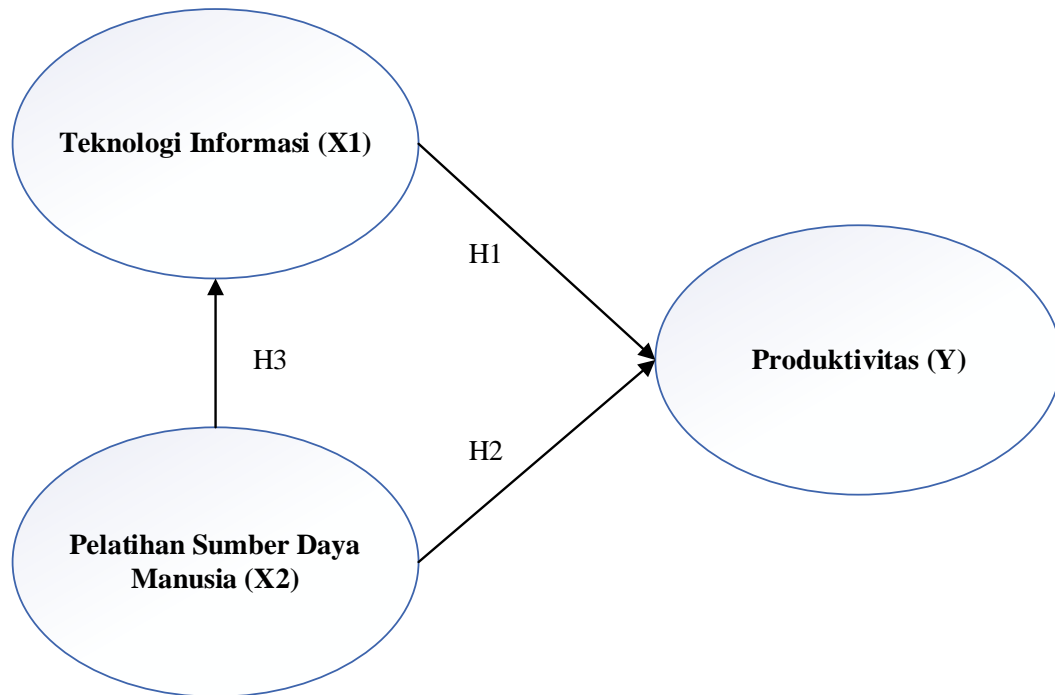 Teknologi Informasi (X1)
H1
Produktivitas (Y)
H3
H2
Pelatihan Sumber Daya
Manusia (X2)